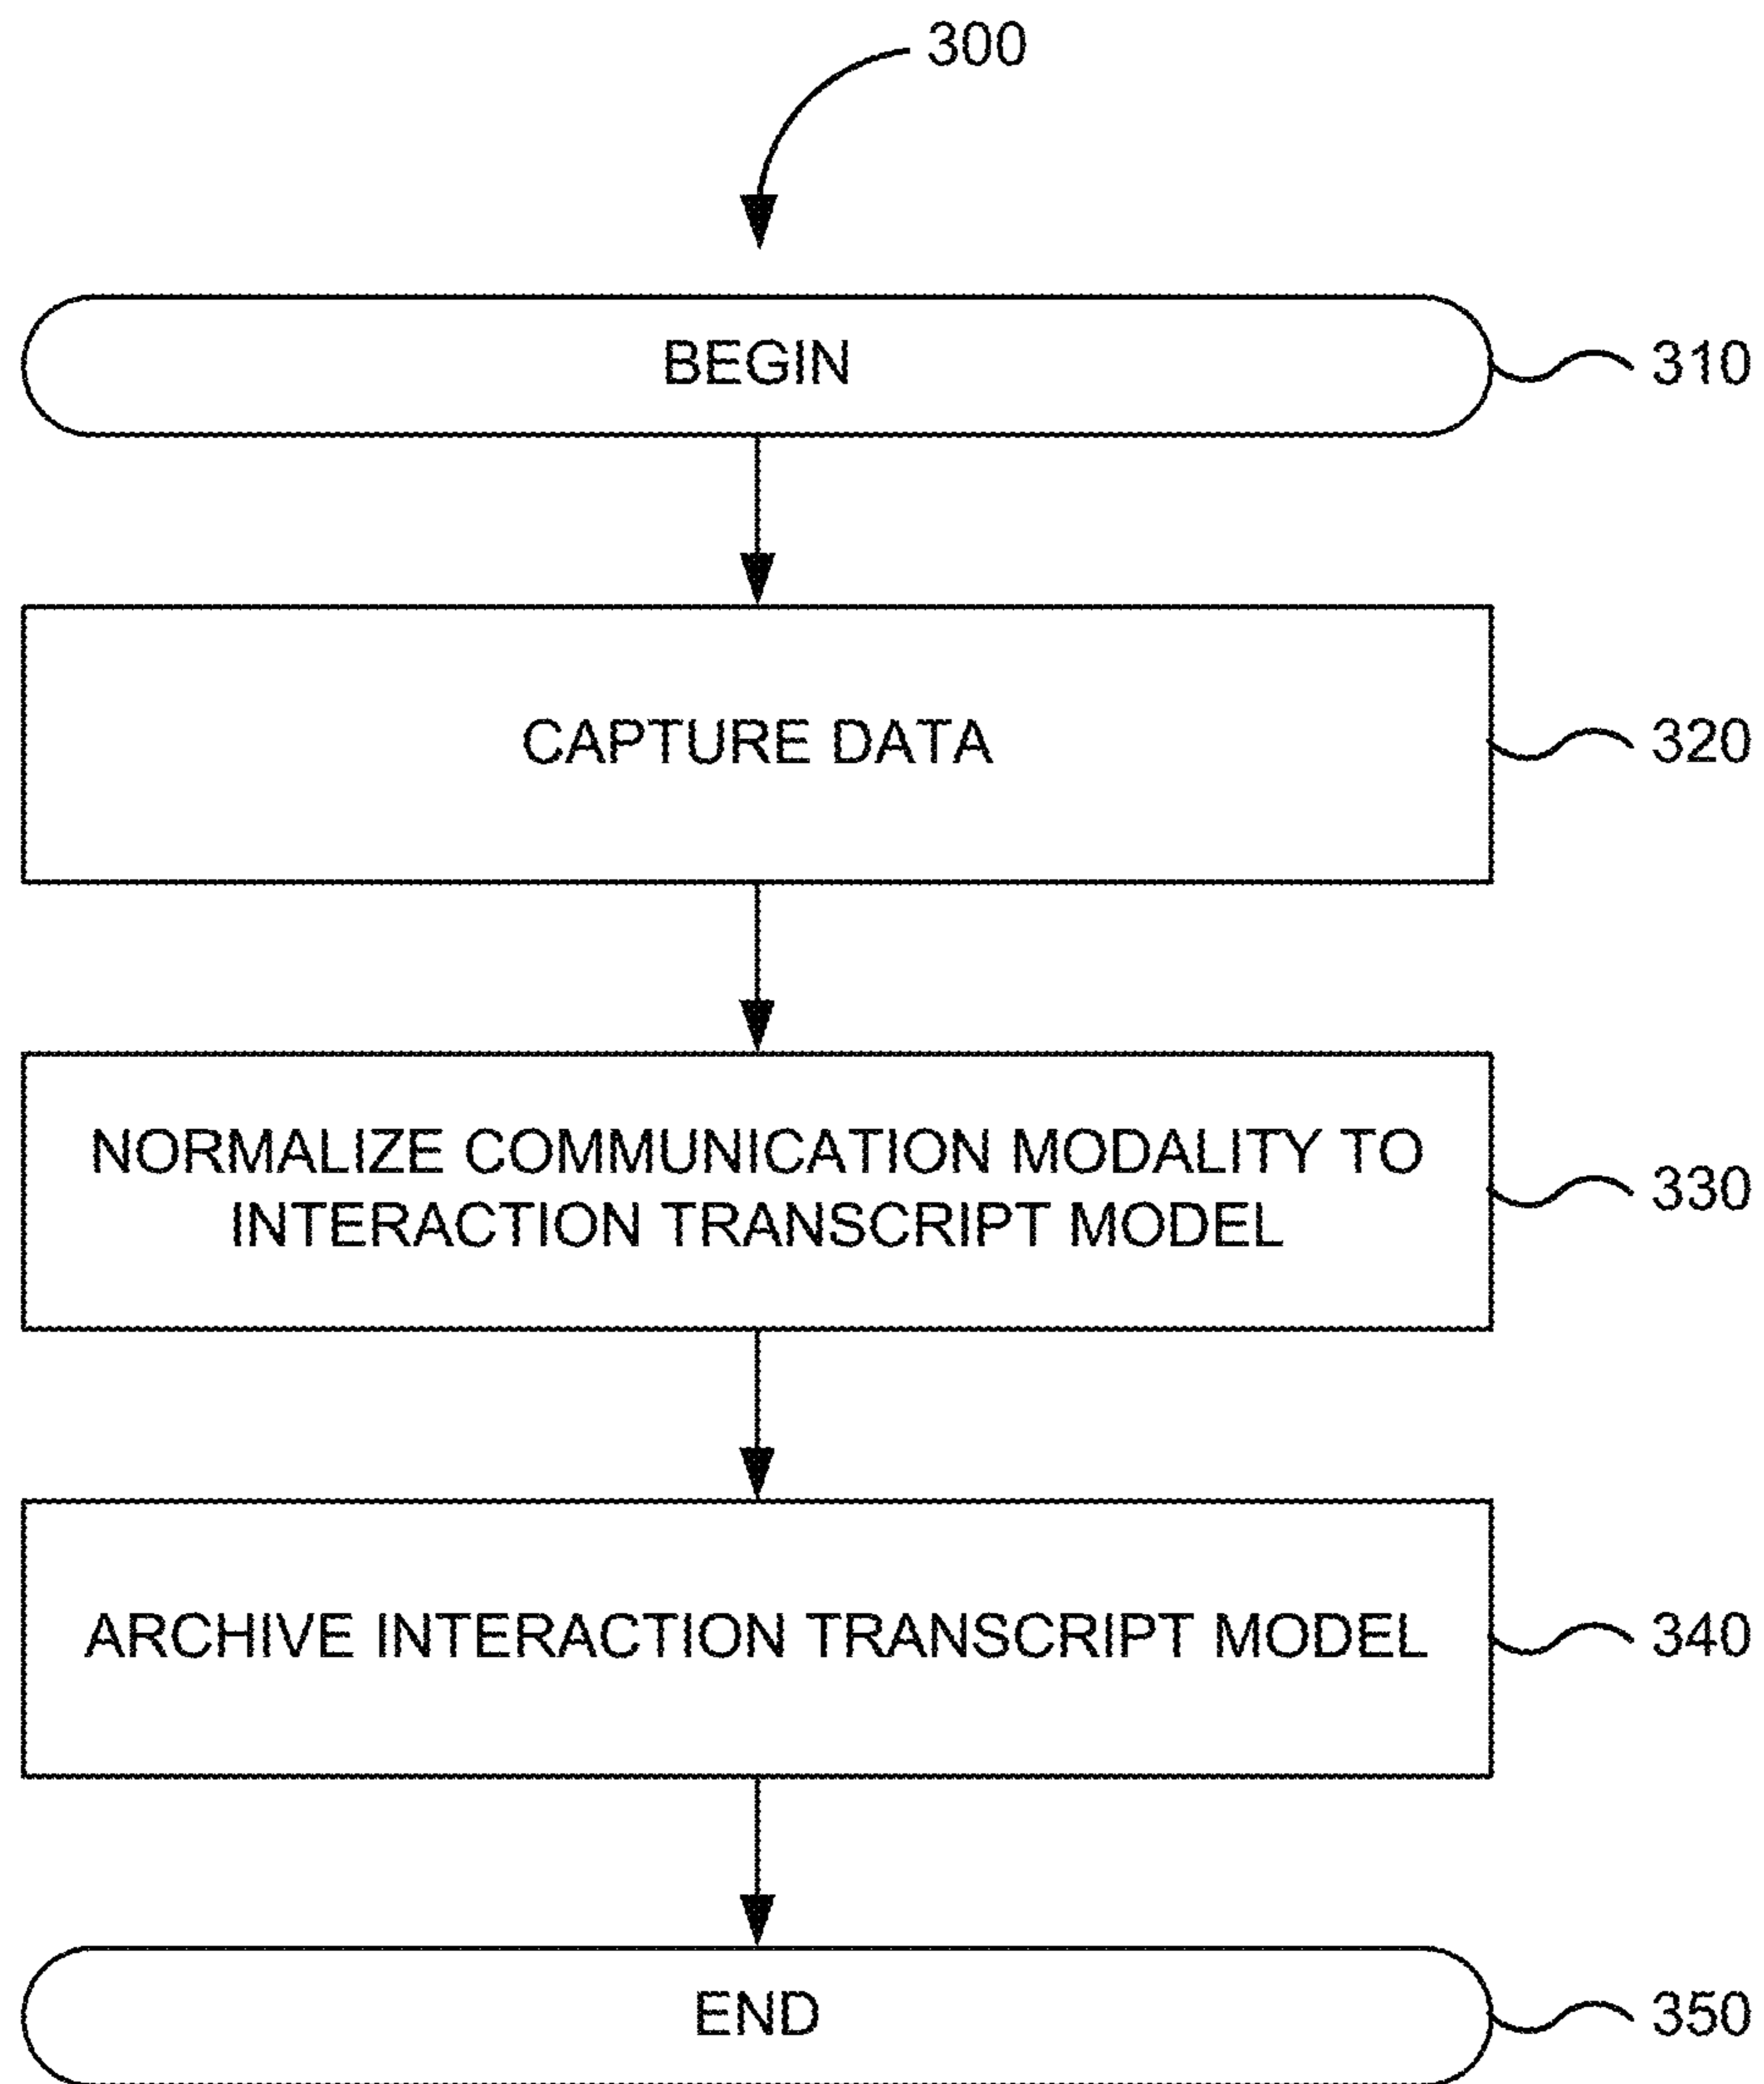 300
BEGIN
310
CAPTURE DATA
320
NORMALIZE COMMUNICATION MODALITY TO
INTERACTION TRANSCRIPT MODEL
330
ARCHIVE INTERACTION TRANSCRIPT MODEL
340
END
350